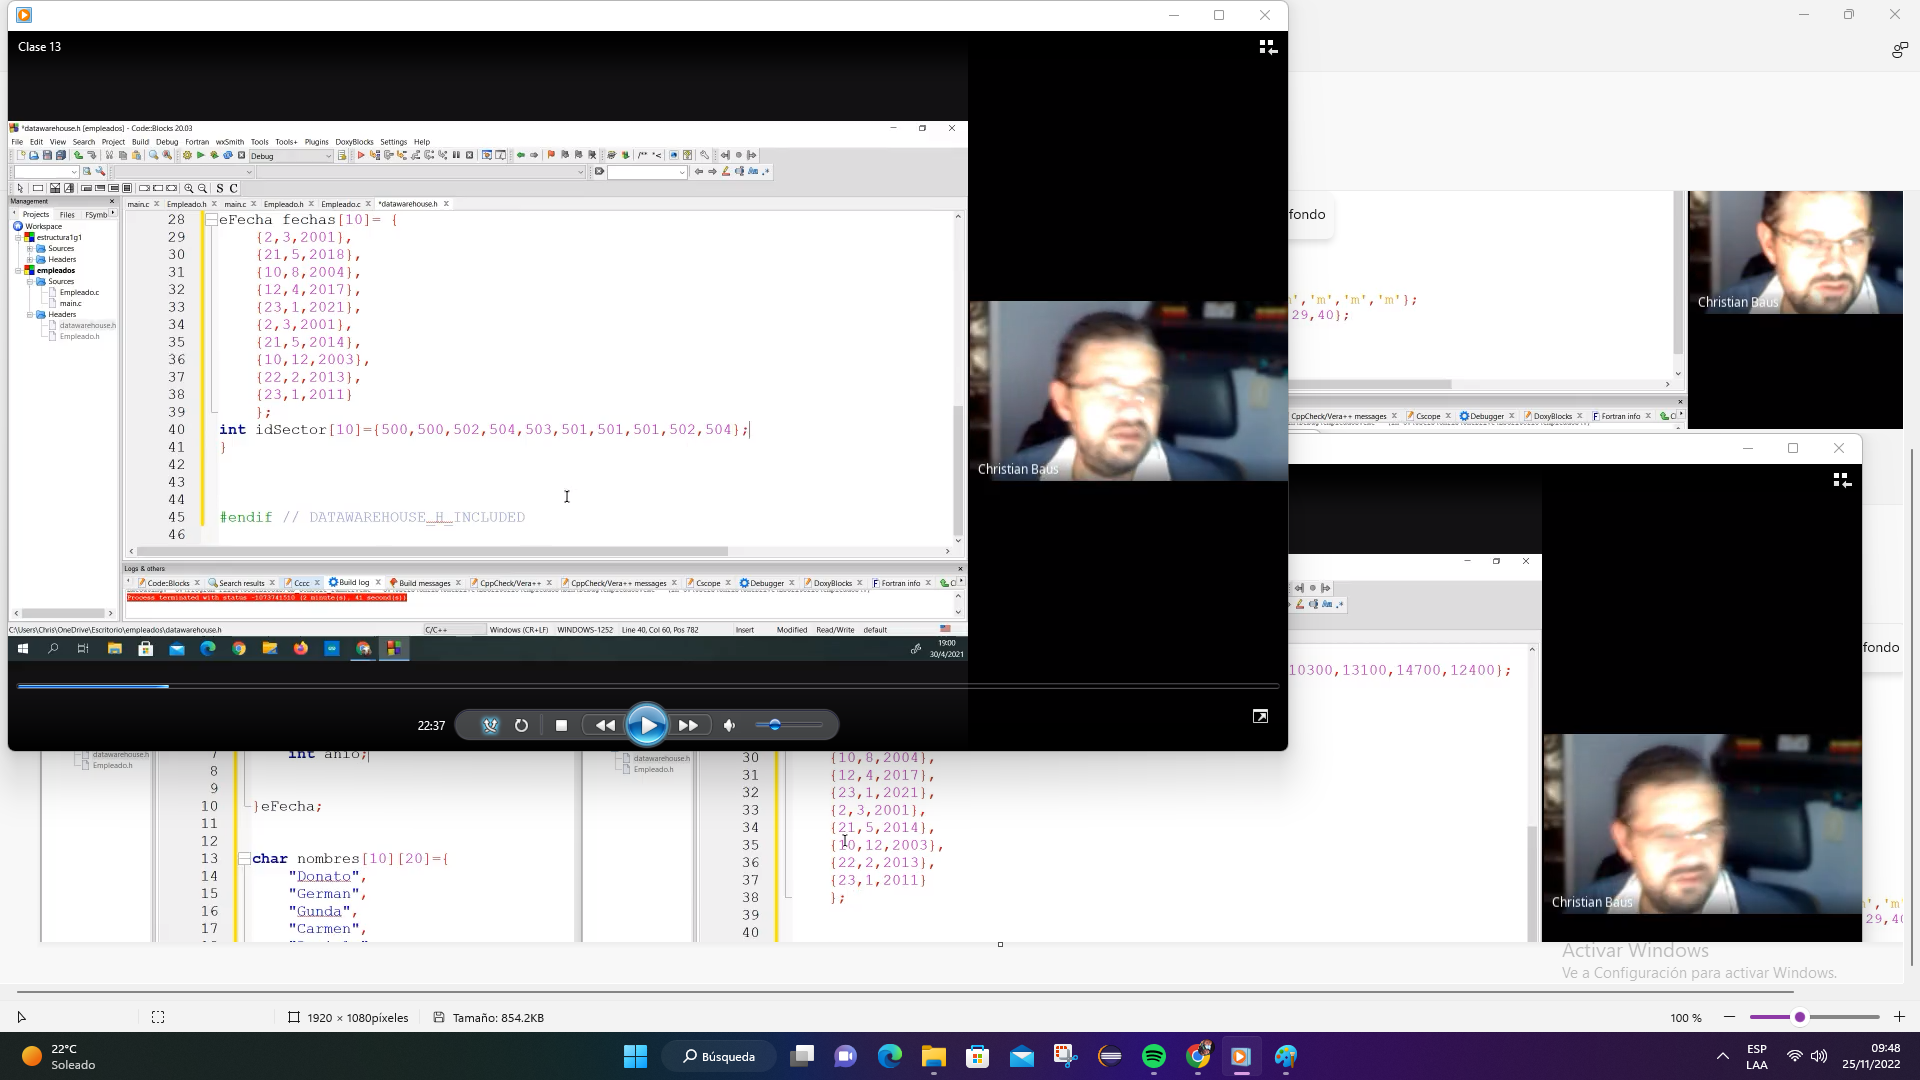 Clase 13
*datawarehouse.h [empleados] - Code::Blocks 20.03
File Edit View Search Project Build Debug Fortran wxSmith Tools Tools+ Plugins DoxyBlocks Settings Help
Debug
Management
Projects Files FSymb
main.c Empleado.h main.c Empleado.h Empleado.c *datawarehouse.h
Workspace
estructura1g1
Sources
Headers
empleados
Sources
Empleado.c
main.c
Headers
datawarehouse.h
Empleado.h
28 eFecha fechas[10]= {
29 {2,3,2001},
30 {21,5,2018},
31 {10,8,2004},
32 {12,4,2017},
33 {23,1,2021},
34 {2,3,2001},
35 {21,5,2014},
36 {10,12,2003},
37 {22,2,2013},
38 {23,1,2011}
39 };
40 int idSector[10]={500,500,502,504,503,501,501,501,502,504};
41 }
42
43
44
45 #endif // DATAWAREHOUSE_H_INCLUDED
46
Logs & others
Code::Blocks Search results Cccc Build log Build messages CppCheck/Vera++ CppCheck/Vera++ messages Cscope Debugger DoxyBlocks Fortran info
Process terminated with status -1073741510 (2 minute(s), 41 second(s))
C:\Users\Chris\OneDrive\Escritorio\empleados\datawarehouse.h C/C++ Windows (CR+LF) WINDOWS-1252 Line 40, Col 60, Pos 782 Insert Modified Read/Write default
19:00
30/4/2021
Christian Baus
22:37
fondo
,'m','m','m'};
29,40};
Christian Baus
CppCheck/Vera++ messages Cscope Debugger DoxyBlocks Fortran info
10300,13100,14700,12400};
fondo
Christian Baus
,'m'
29,40
datawarehouse.h
Empleado.h
7 int anio;
8
9
10 }eFecha;
11
12
13 char nombres[10][20]={
14 "Donato",
15 "German",
16 "Gunda",
17 "Carmen",
datawarehouse.h
Empleado.h
30 {10,8,2004},
31 {12,4,2017},
32 {23,1,2021},
33 {2,3,2001},
34 {21,5,2014},
35 {10,12,2003},
36 {22,2,2013},
37 {23,1,2011}
38 };
39
40
Activar Windows
Ve a Configuración para activar Windows.
1920 × 1080píxeles Tamaño: 854.2KB 100 %
22°C
Soleado
Búsqueda
ESP
LAA
09:48
25/11/2022